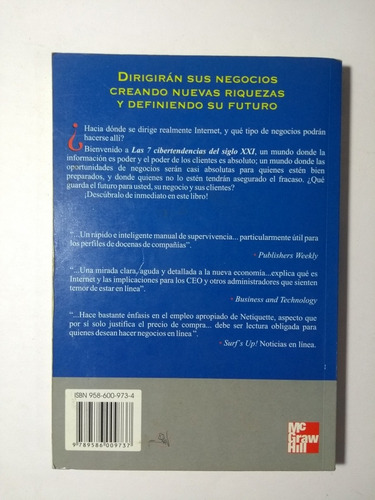 DIRIGIRÁN SUS NEGOCIOS
CREANDO NUEVAS RIQUEZAS
Y DEFINIENDO SU FUTURO
¿Hacia dónde se dirige realmente Internet, y qué tipo de negocios podrán
hacerse allí?
Bienvenido a Las 7 cibertendencias del siglo XXI, un mundo donde la
información es poder y el poder de los clientes es absoluto; un mundo donde las
oportunidades de negocios serán casi absolutas para quienes estén bien
preparados, y donde quienes no lo estén tendrán asegurado el fracaso. ¿Qué
guarda el futuro para usted, su negocio y sus clientes?
¡Descúbralo de inmediato en este libro!
“...Un rápido e inteligente manual de supervivencia... particularmente útil para
los perfiles de docenas de compañías”.
• Publishers Weekly
“...Una mirada clara, aguda y detallada a la nueva economía...explica qué es
Internet y las implicaciones para los CEO y otros administradores que sienten
temor de estar en línea”.
• Business and Technology
“...Hace bastante énfasis en el empleo apropiado de Netiquette, aspecto que
por sí solo justifica el precio de compra... debe ser lectura obligada para
quienes desean hacer negocios en línea”.
• Surf's Up! Noticias en línea.
ISBN 958-600-973-4
9 789586 009737
Mc
Graw
Hill